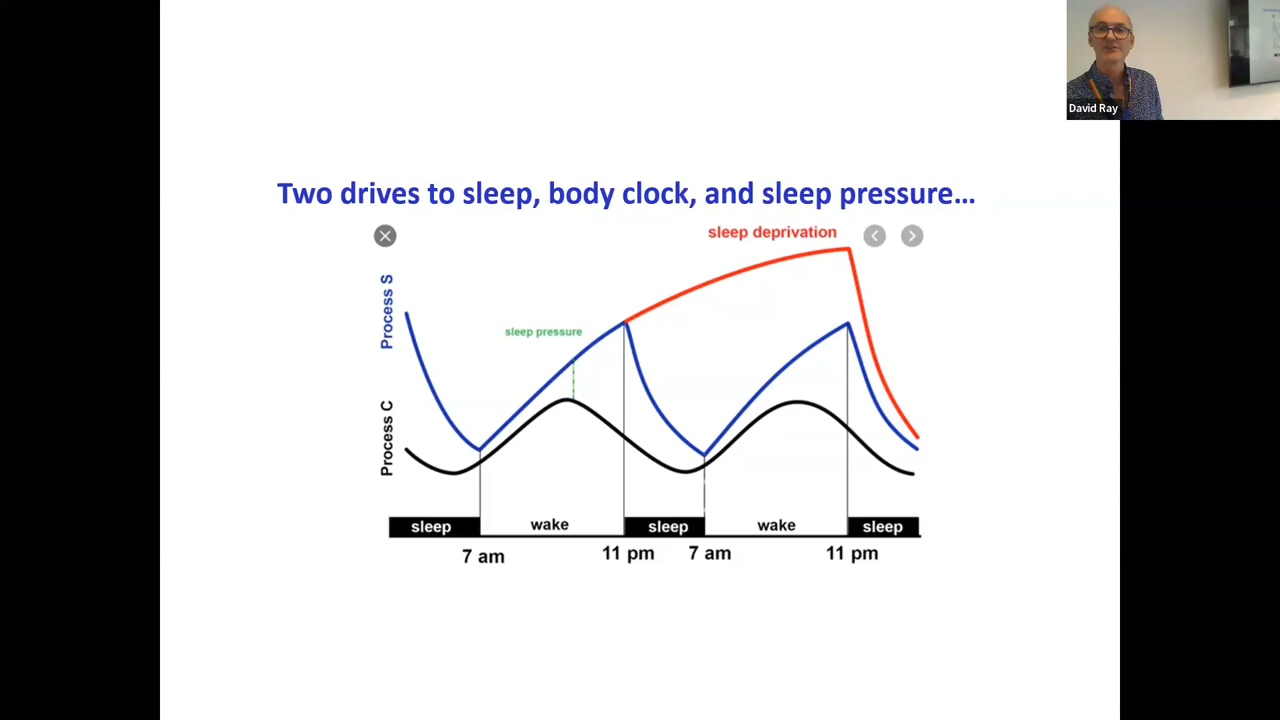 David Ray
Two drives to sleep, body clock, and sleep pressure...
sleep deprivation
Process S
sleep pressure
Process C
sleep wake sleep wake sleep
7 am 11 pm 7 am 11 pm